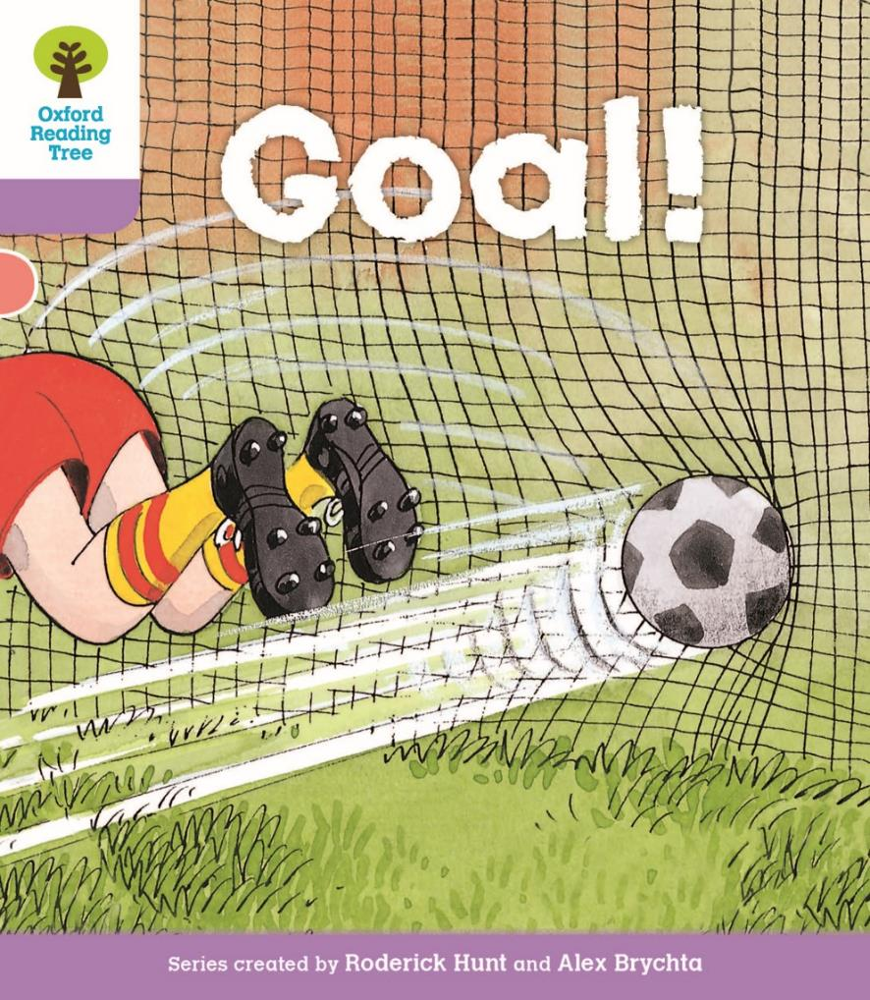 Oxford
Reading
Tree
Goal!
Series created by Roderick Hunt and Alex Brychta